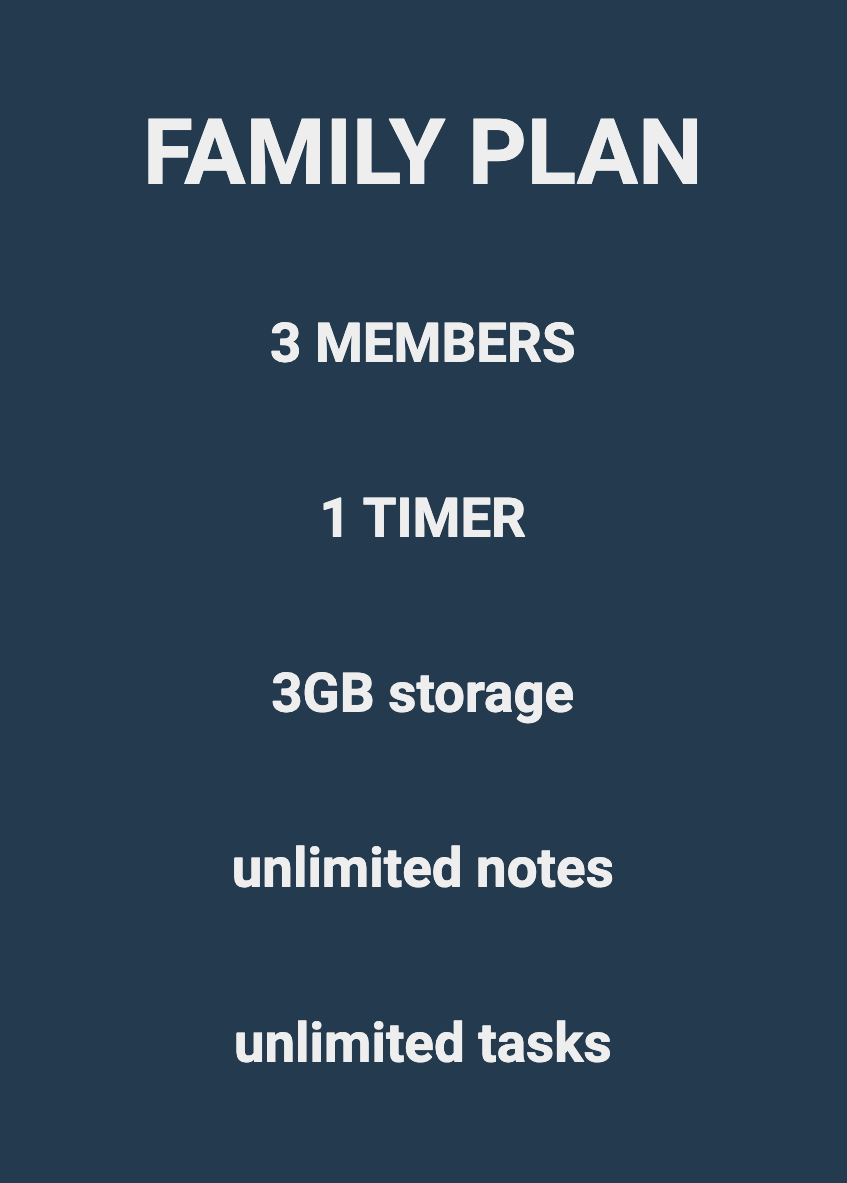 FAMILY PLAN
3 MEMBERS
1 TIMER
3GB storage
unlimited notes
unlimited tasks